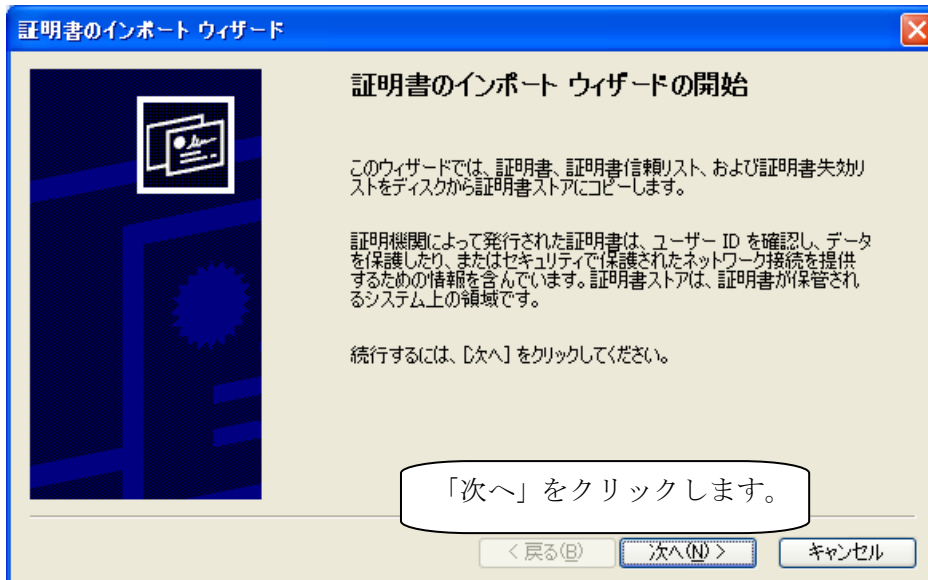 証明書のインポート ウィザード
証明書のインポート ウィザードの開始
このウィザードでは、証明書、証明書信頼リスト、および証明書失効リ
ストをディスクから証明書ストアにコピーします。
証明機関によって発行された証明書は、ユーザー ID を確認し、データ
を保護したり、またはセキュリティで保護されたネットワーク接続を提供
するための情報を含んでいます。証明書ストアは、証明書が保管され
るシステム上の領域です。
続行するには、[次へ] をクリックしてください。
「次へ」をクリックします。
< 戻る(B)
次へ(N) >
キャンセル